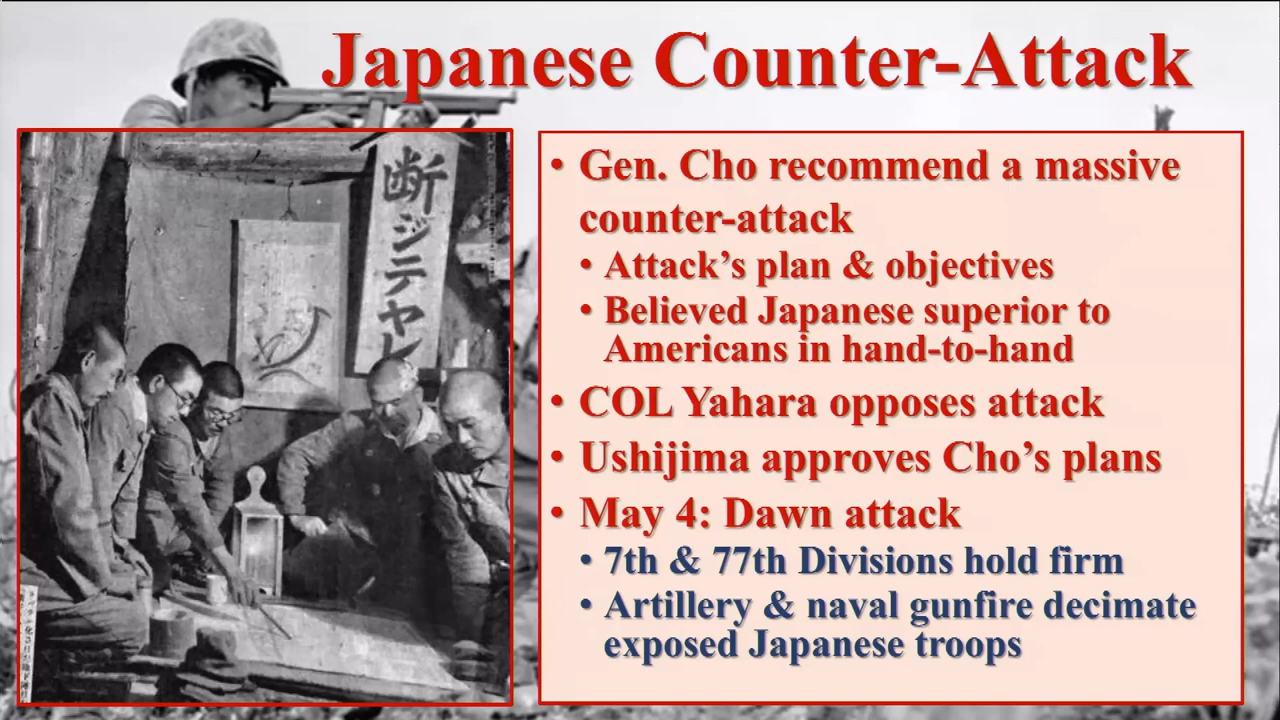 Japanese Counter-Attack
• Gen. Cho recommend a massive
counter-attack
• Attack’s plan & objectives
• Believed Japanese superior to
Americans in hand-to-hand
• COL Yahara opposes attack
• Ushijima approves Cho’s plans
• May 4: Dawn attack
• 7th & 77th Divisions hold firm
• Artillery & naval gunfire decimate
exposed Japanese troops
断ジテヤ